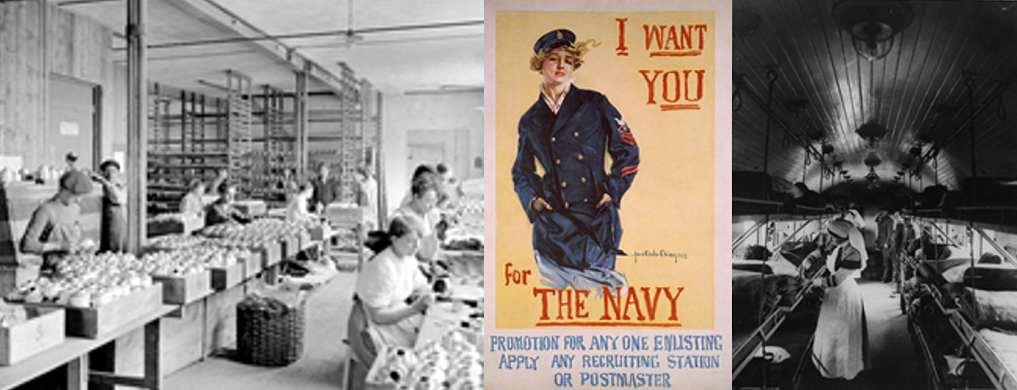 I WANT
YOU
for
THE NAVY
PROMOTION FOR ANY ONE ENLISTING
APPLY ANY RECRUITING STATION
OR POSTMASTER